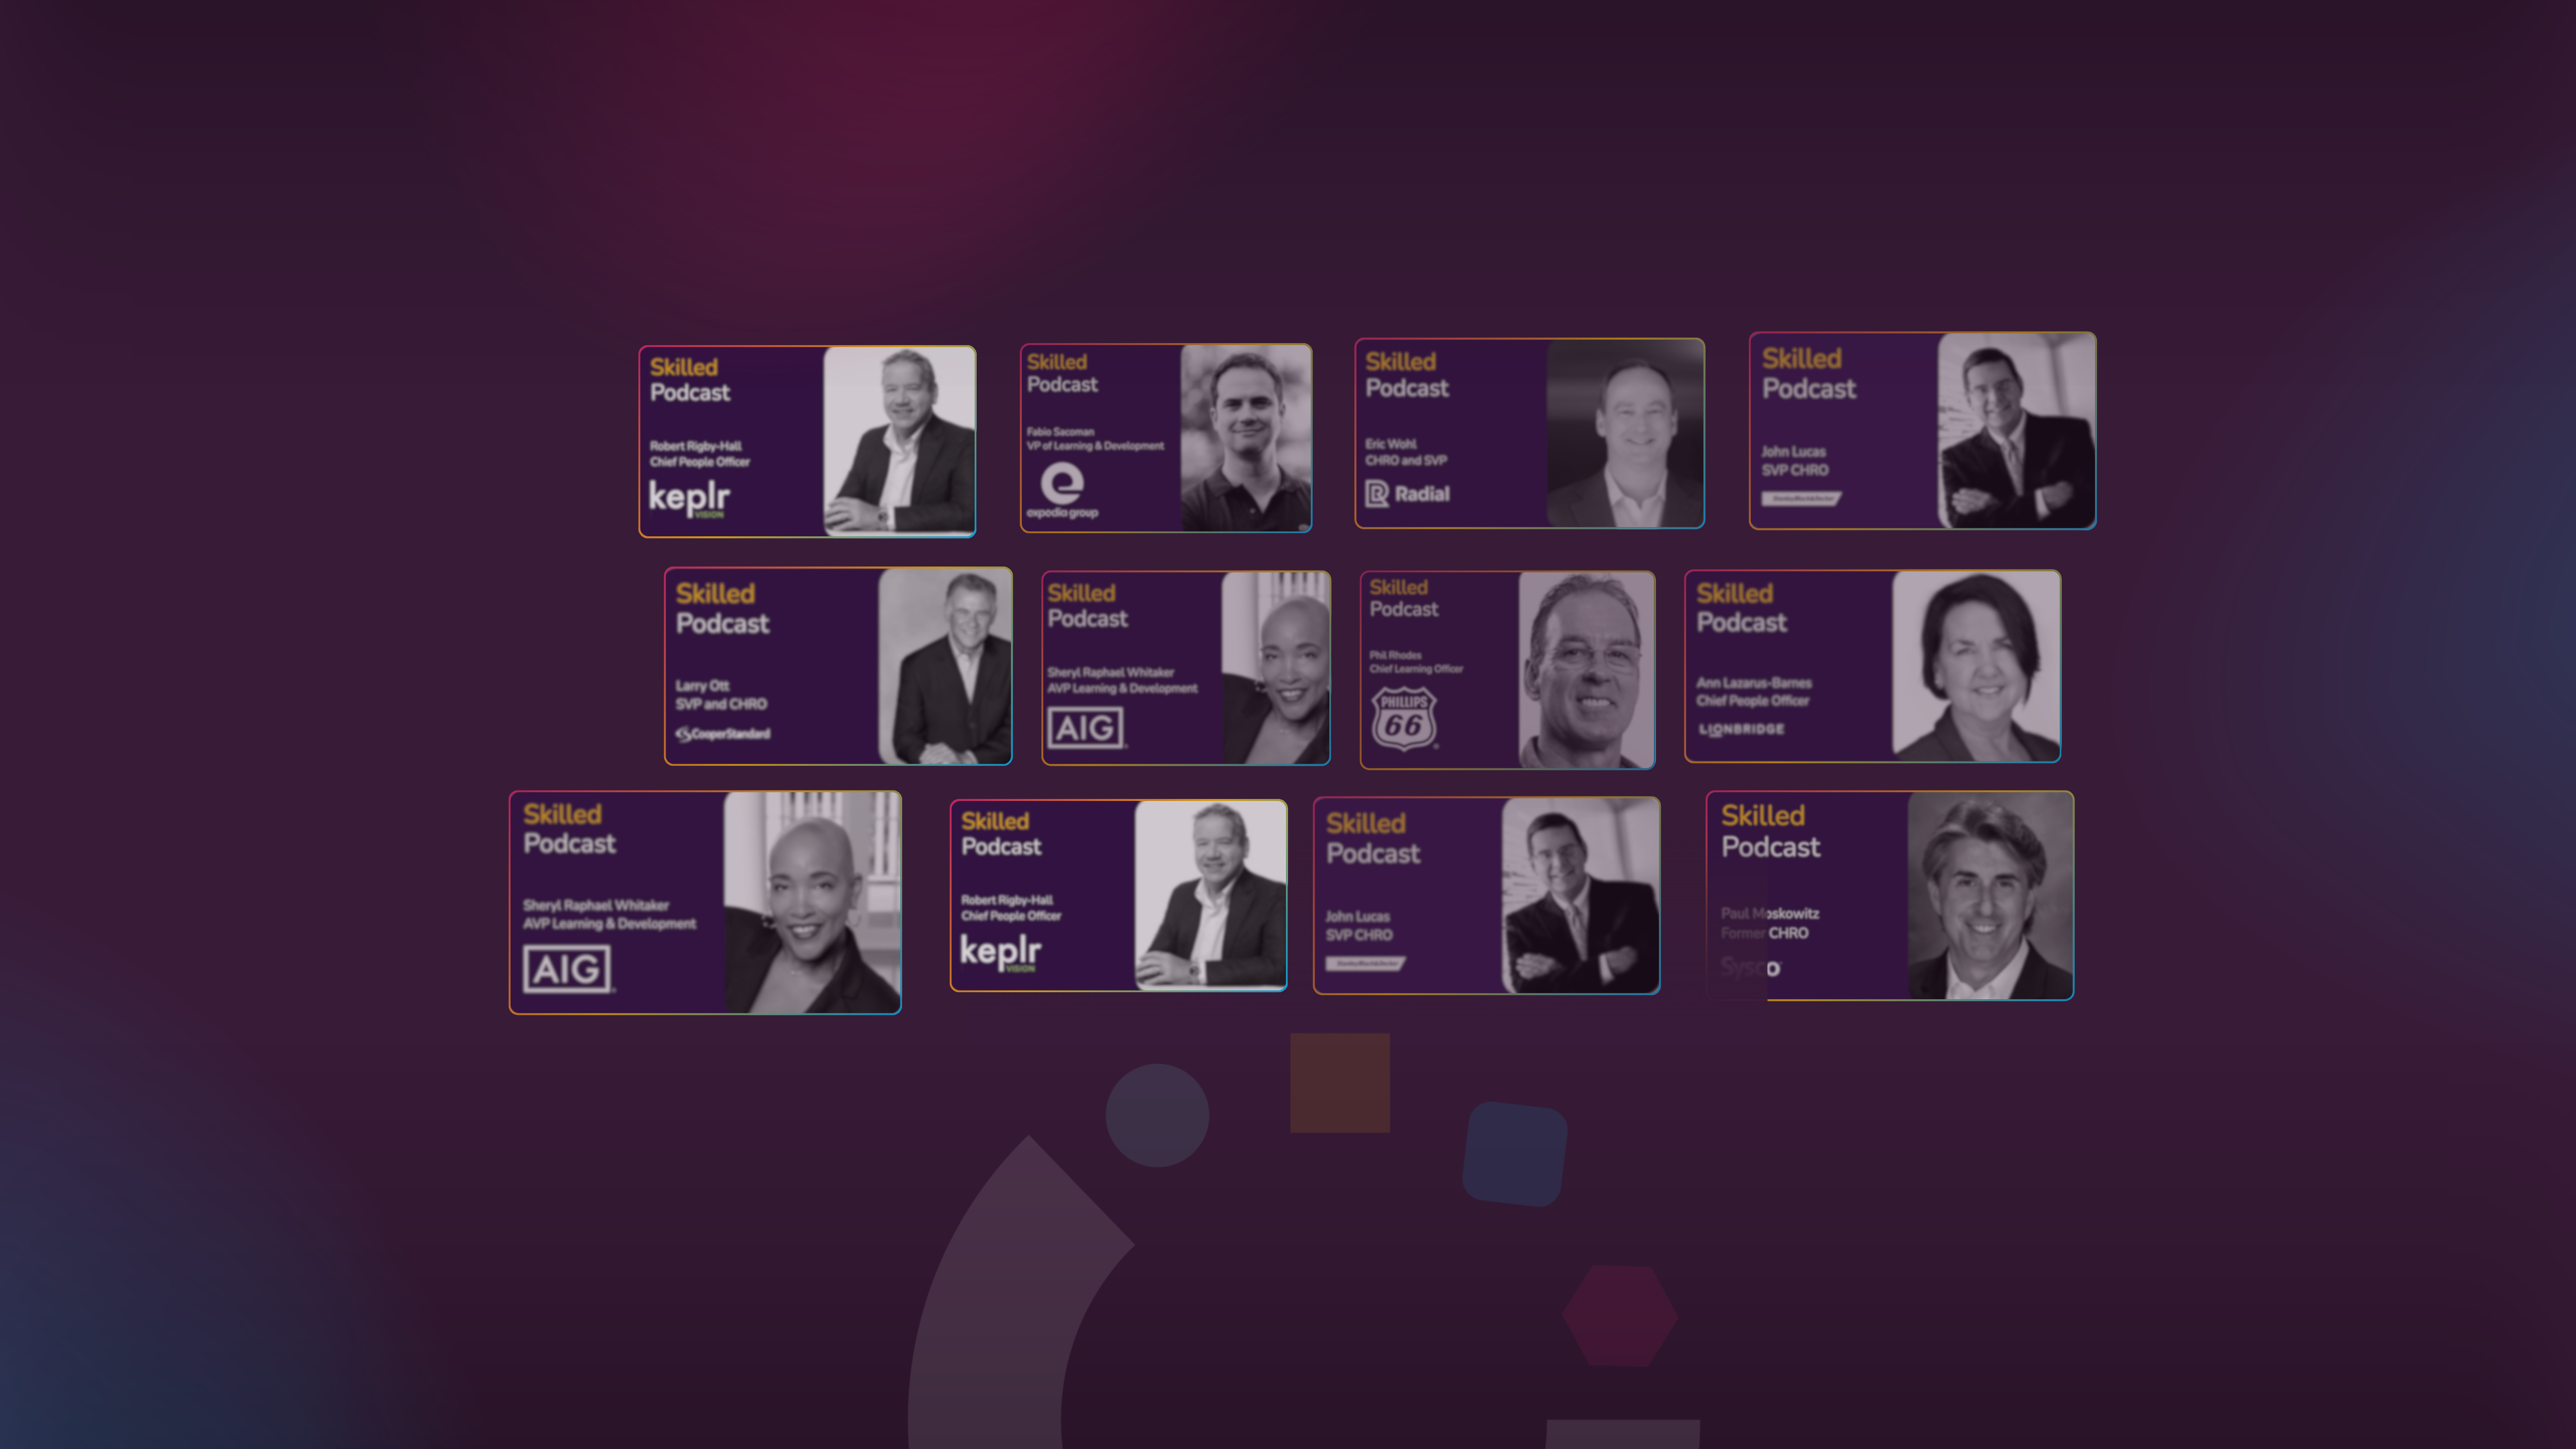 Skilled
Podcast
Robert Rigby-Hall
Chief People Officer
keplr
VISION
Skilled
Podcast
Fabio Sacoman
VP of Learning & Development
expedia group
Skilled
Podcast
Eric Wohl
CHRO and SVP
Radial
Skilled
Podcast
John Lucas
SVP CHRO
StanleyBlack&Decker
Skilled
Podcast
Larry Ott
SVP and CHRO
CooperStandard
Skilled
Podcast
Sheryl Raphael Whitaker
AVP Learning & Development
AIG
Skilled
Podcast
Phil Rhodes
Chief Learning Officer
PHILLIPS
66
Skilled
Podcast
Ann Lazarus-Barnes
Chief People Officer
LIONBRIDGE
Skilled
Podcast
Sheryl Raphael Whitaker
AVP Learning & Development
AIG
Skilled
Podcast
Robert Rigby-Hall
Chief People Officer
keplr
VISION
Skilled
Podcast
John Lucas
SVP CHRO
StanleyBlack&Decker
Skilled
Podcast
Paul Moskowitz
Former CHRO
Sysco